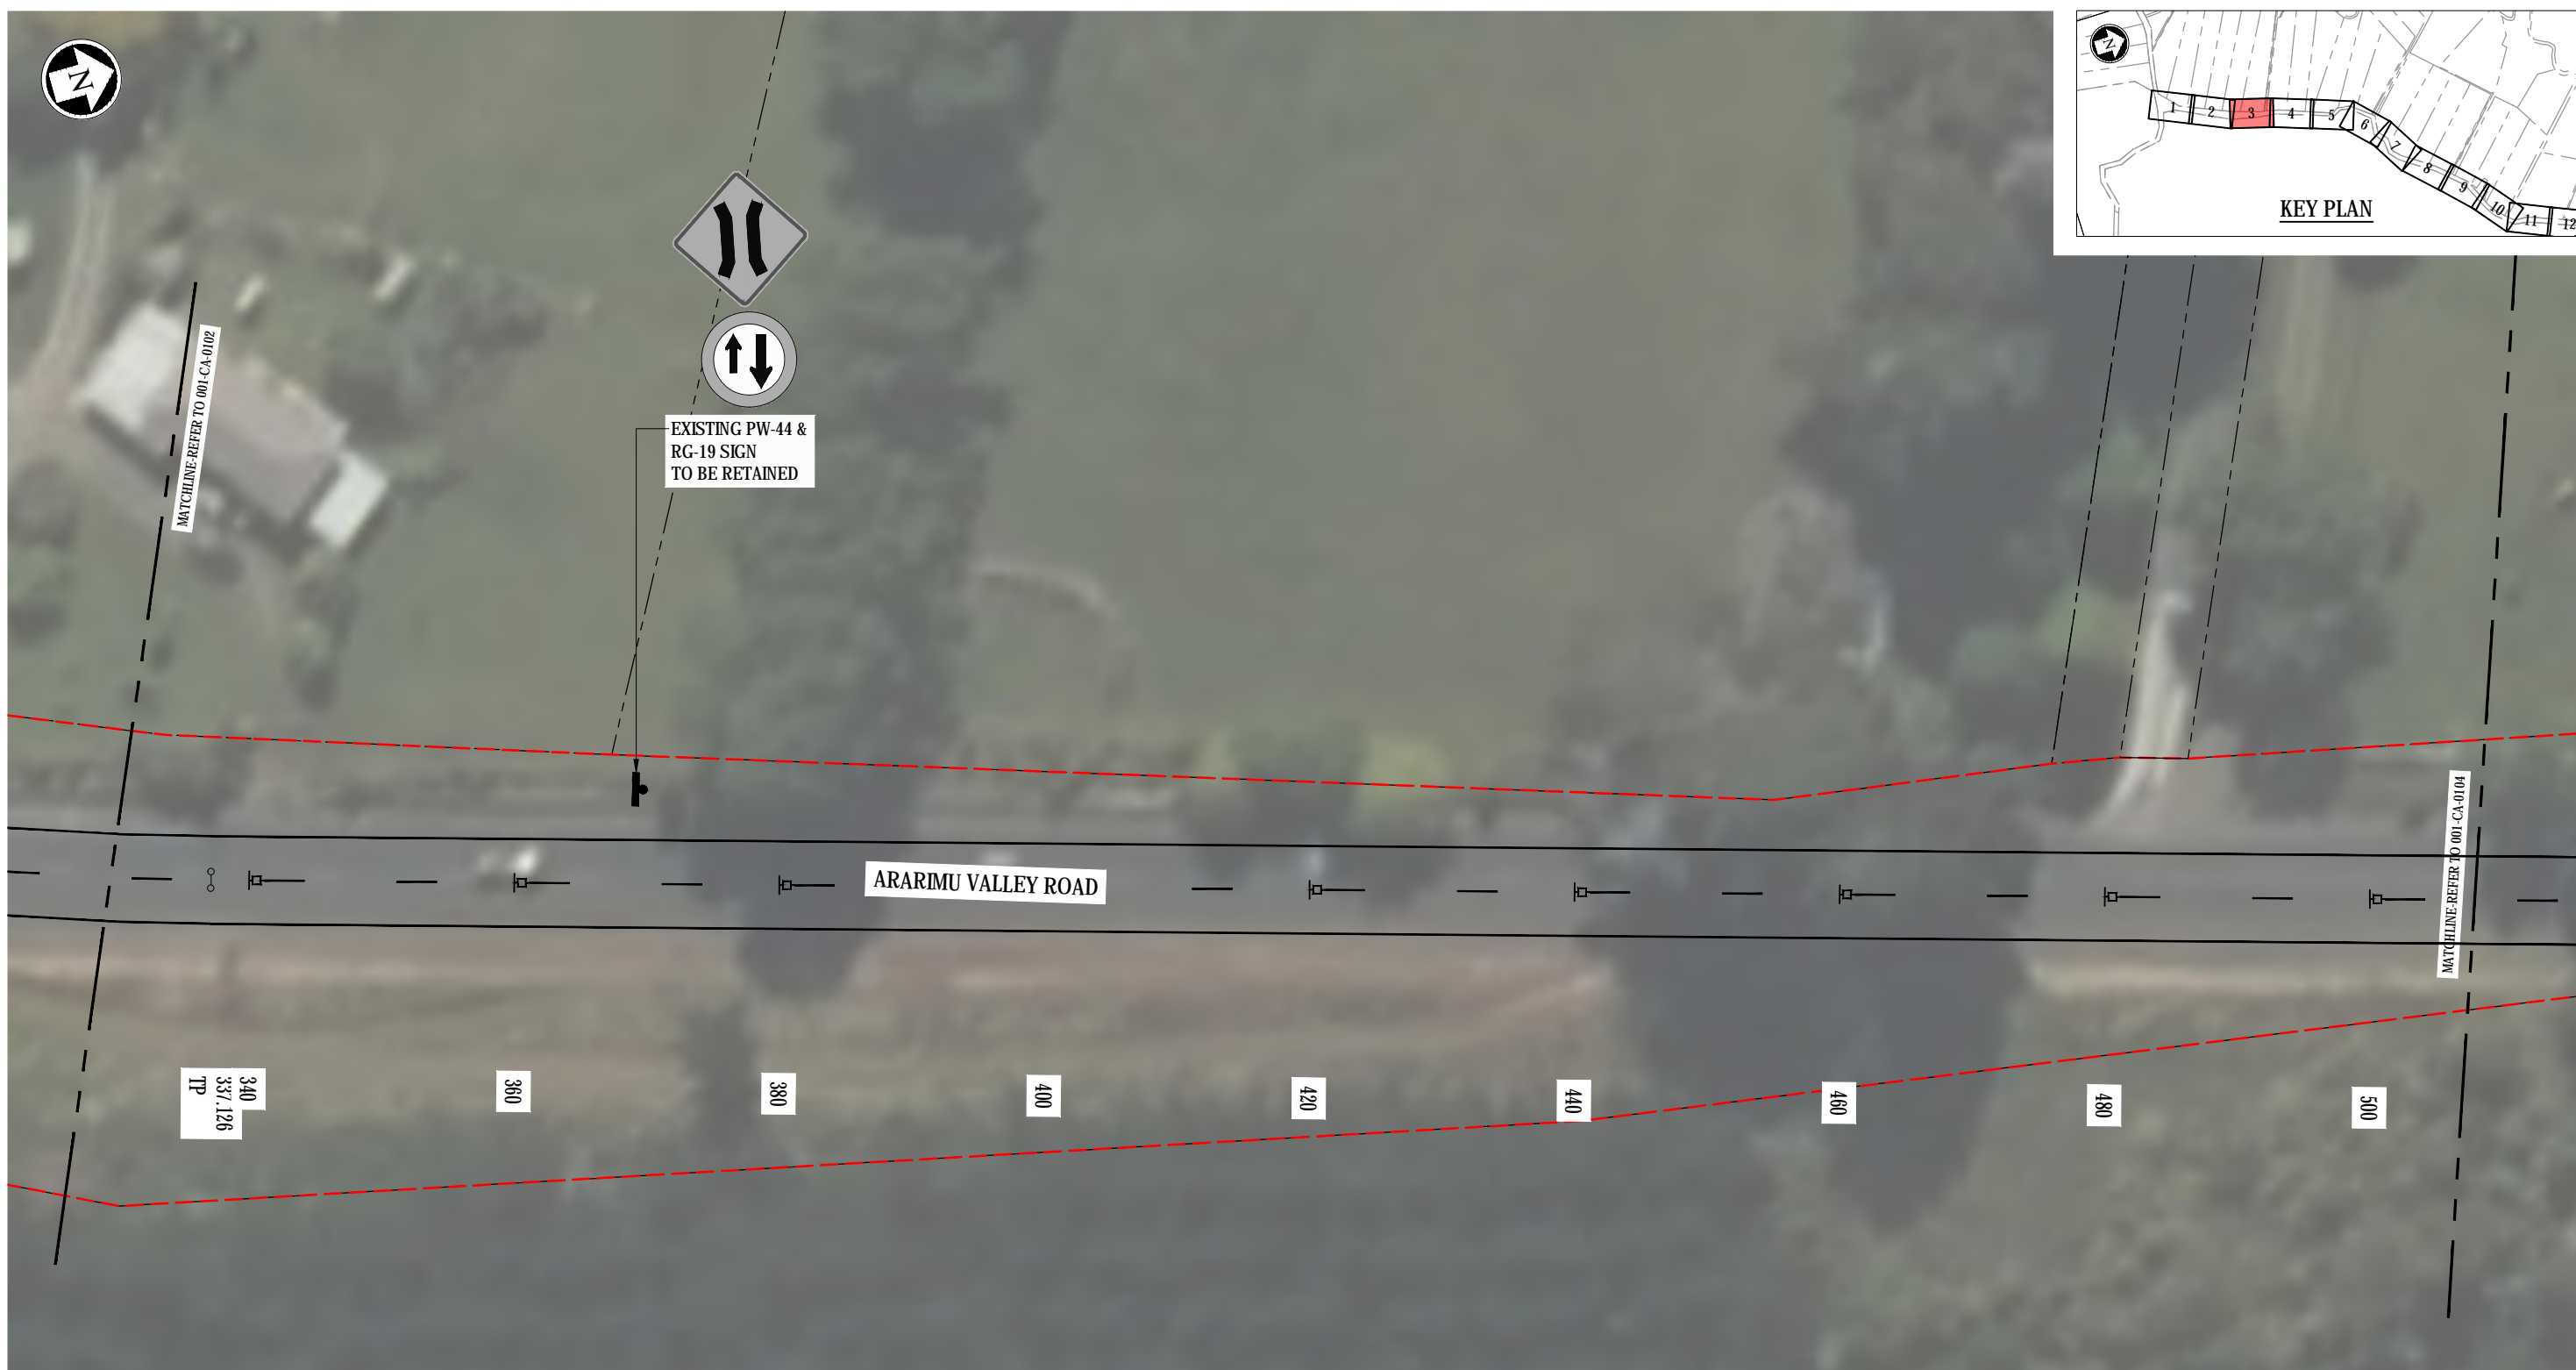 N
N
1
2
3
4
5
6
7
8
9
10
11
12
KEY PLAN
MATCHLINE-REFER TO 001-CA-0102
EXISTING PW-44 &
RG-19 SIGN
TO BE RETAINED
ARARIMU VALLEY ROAD
MATCHLINE-REFER TO 001-CA-0104
340
337.126
TP
360
380
400
420
440
460
480
500